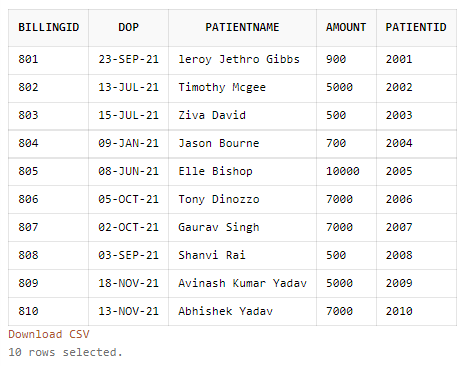 BILLINGID DOP PATIENTNAME AMOUNT PATIENTID
801 23-SEP-21 leroy Jethro Gibbs 900 2001
802 13-JUL-21 Timothy Mcgee 5000 2002
803 15-JUL-21 Ziva David 500 2003
804 09-JAN-21 Jason Bourne 700 2004
805 08-JUN-21 Elle Bishop 10000 2005
806 05-OCT-21 Tony Dinozzo 7000 2006
807 02-OCT-21 Gaurav Singh 7000 2007
808 03-SEP-21 Shanvi Rai 500 2008
809 18-NOV-21 Avinash Kumar Yadav 5000 2009
810 13-NOV-21 Abhishek Yadav 7000 2010
Download CSV
10 rows selected.